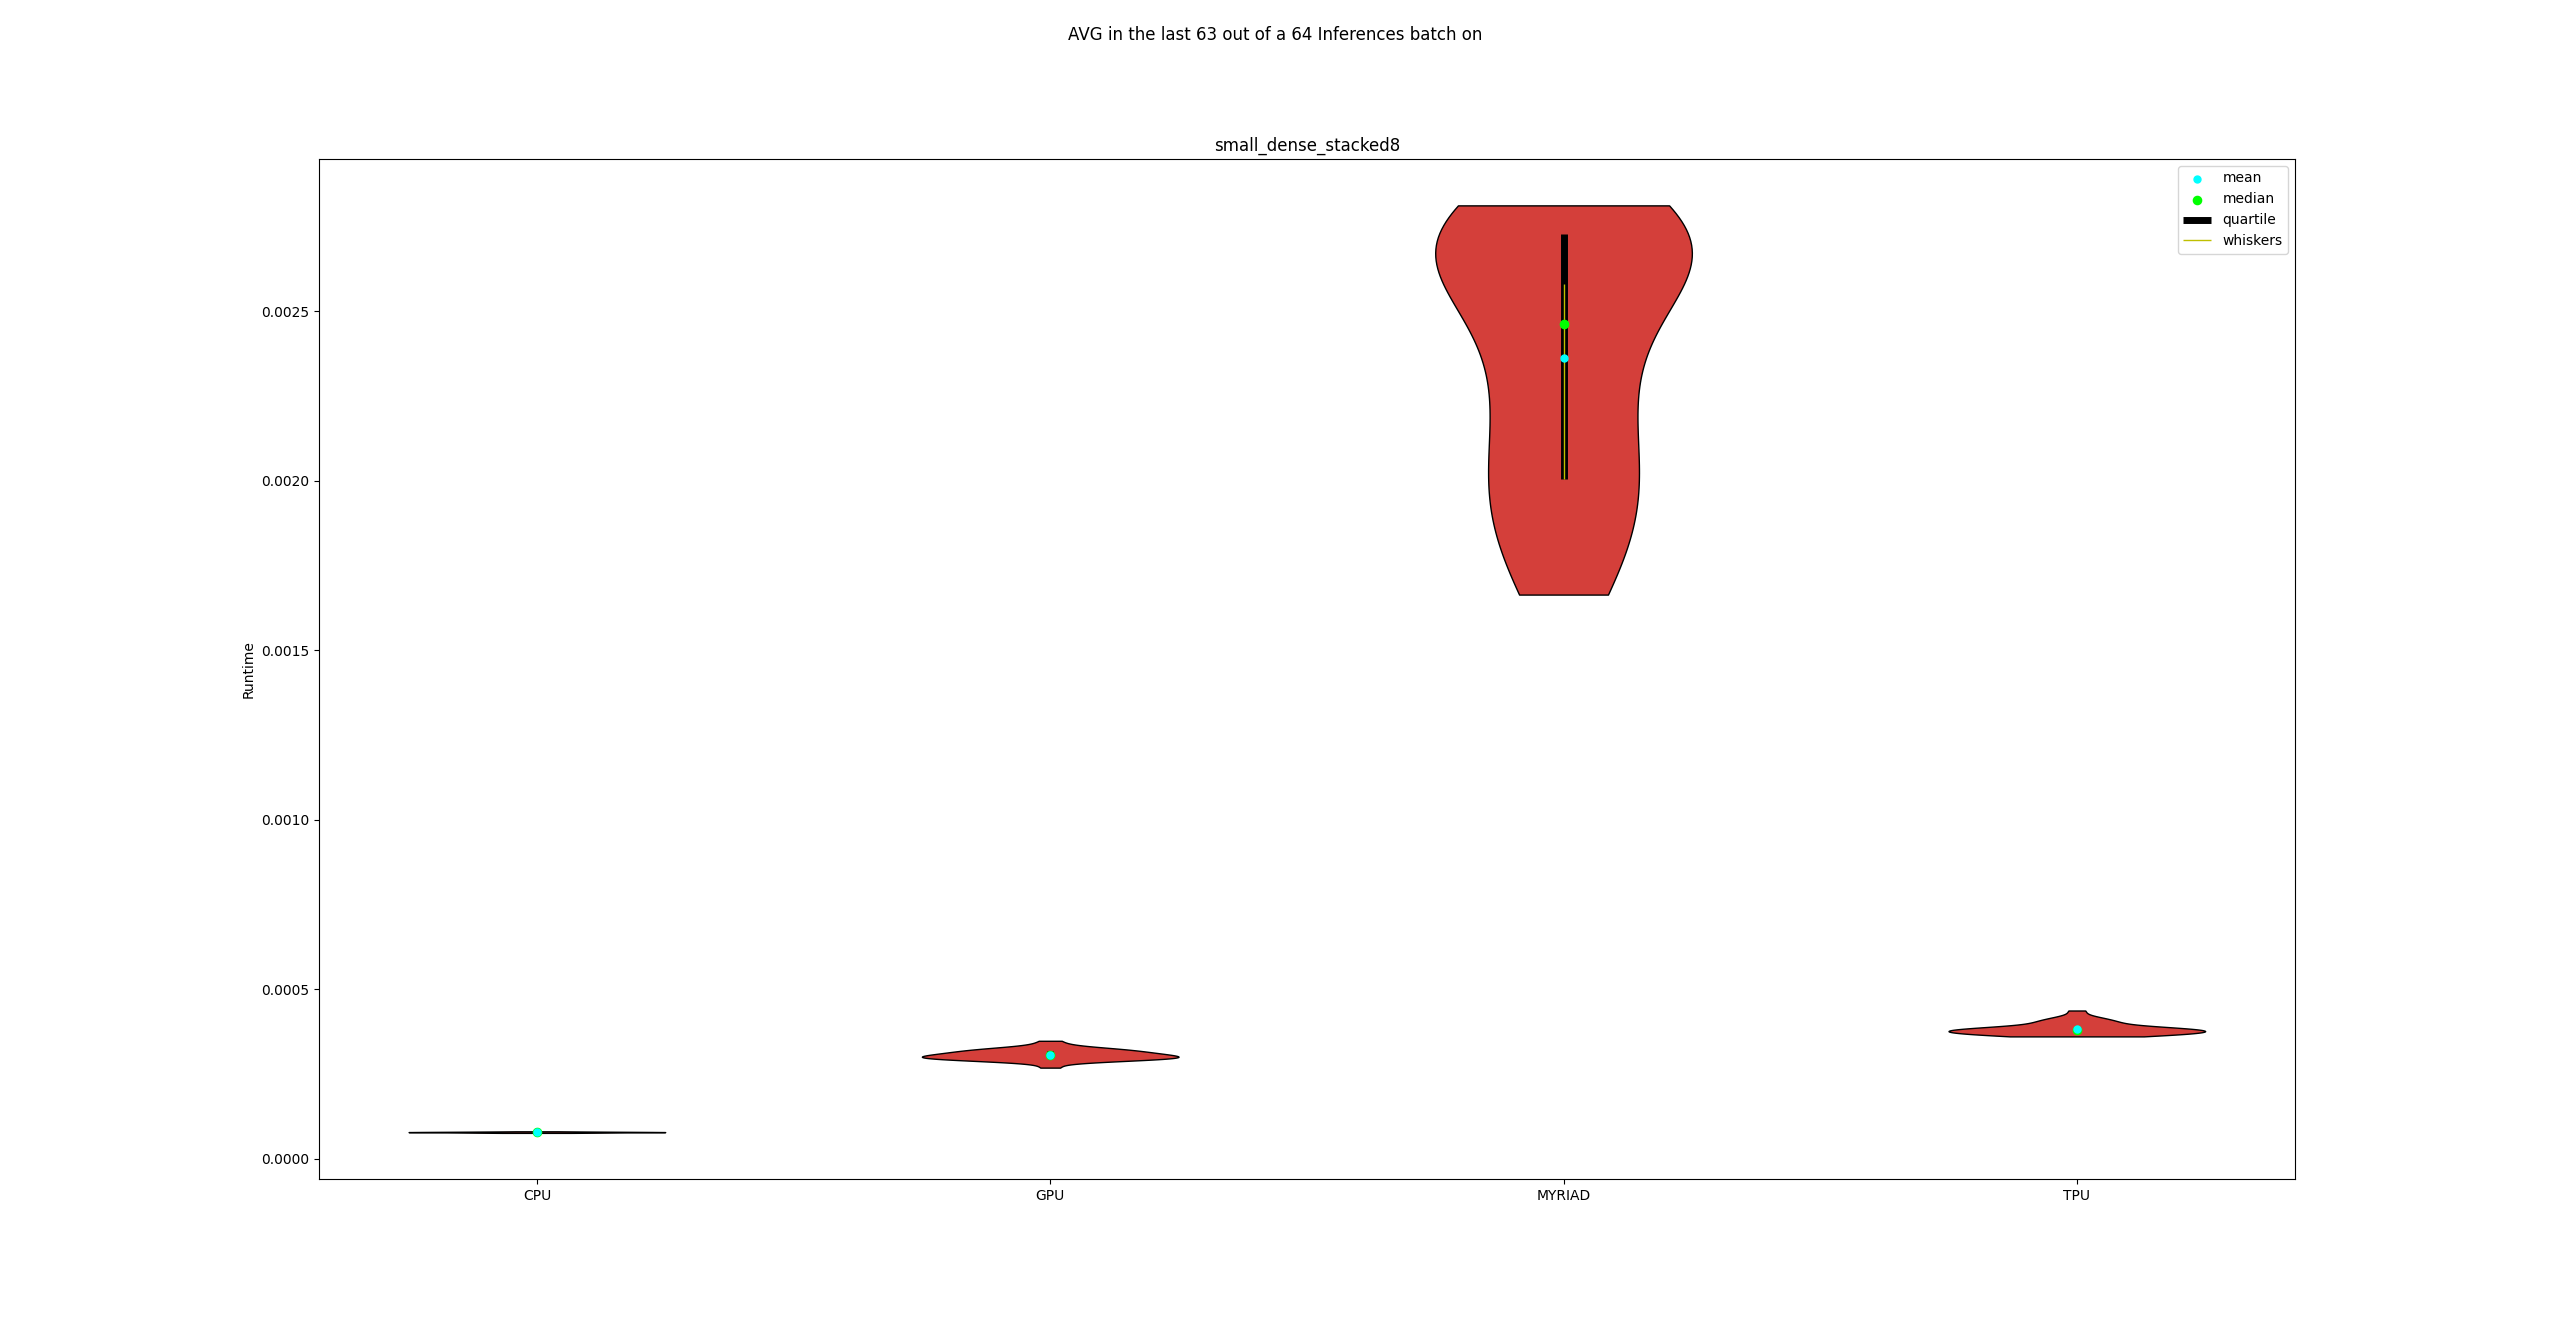 AVG in the last 63 out of a 64 Inferences batch on
small_dense_stacked8
mean
median
quartile
whiskers
Runtime
0.0025
0.0020
0.0015
0.0010
0.0005
0.0000
CPU
GPU
MYRIAD
TPU